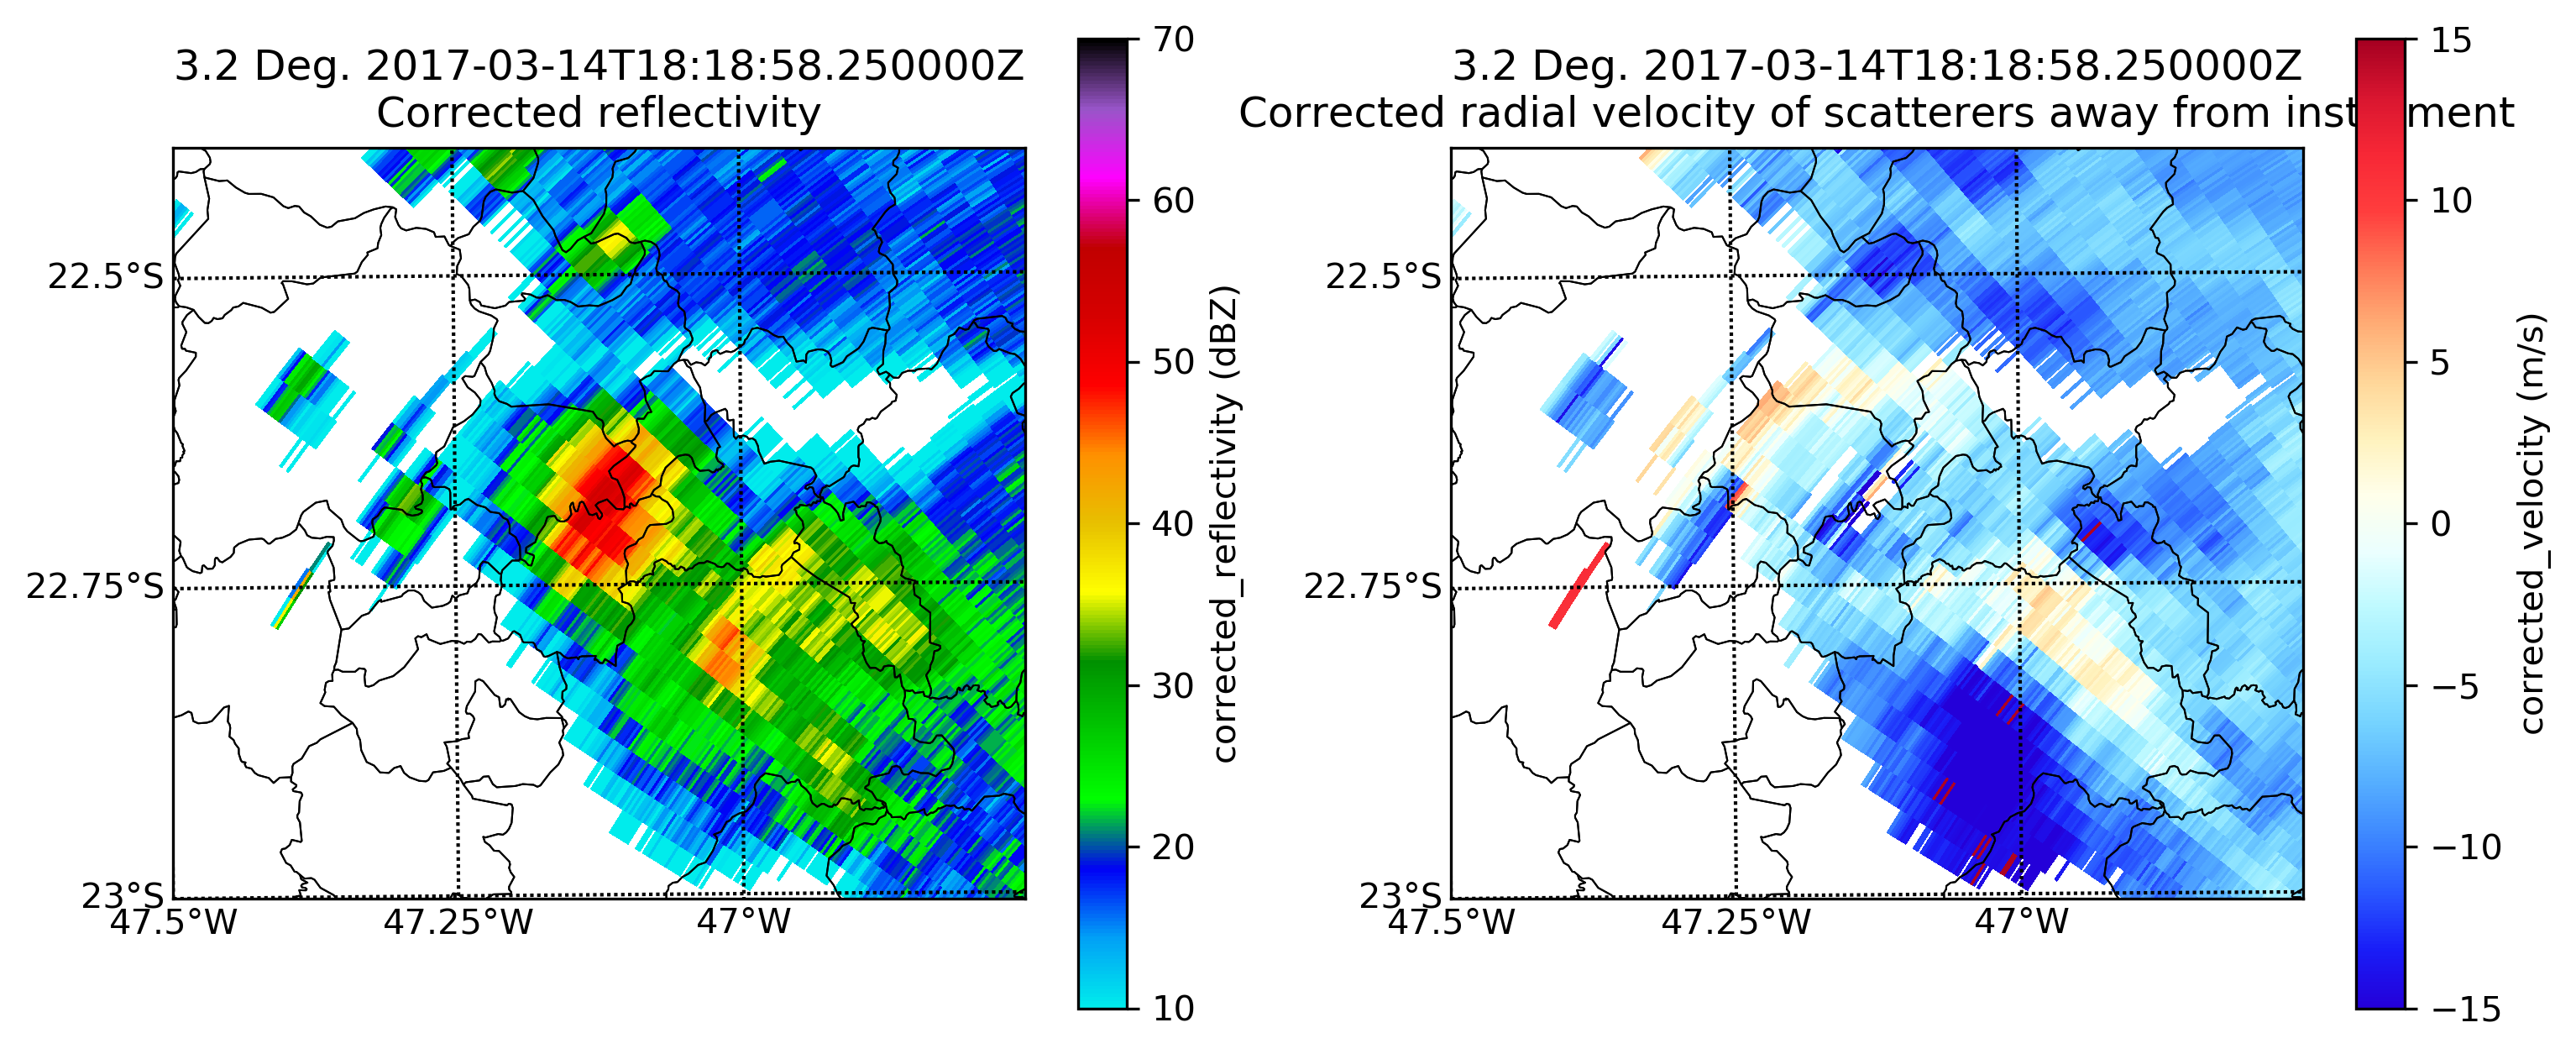 3.2 Deg. 2017-03-14T18:18:58.250000Z
Corrected reflectivity
22.5°S
22.75°S
23°S
47.5°W
47.25°W
47°W
70
60
50
40
30
20
10
corrected_reflectivity (dBZ)
3.2 Deg. 2017-03-14T18:18:58.250000Z
Corrected radial velocity of scatterers away from inst ment
22.5°S
22.75°S
23°S
47.5°W
47.25°W
47°W
15
10
5
0
−5
−10
−15
corrected_velocity (m/s)